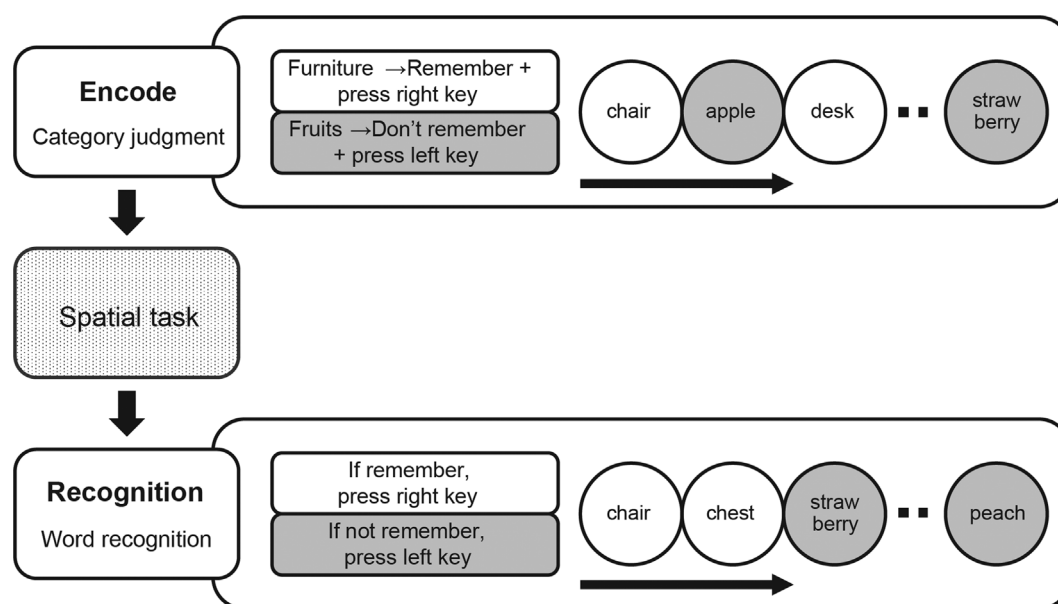 Encode
Category judgment
Furniture →Remember +
press right key
Fruits →Don't remember
+ press left key
chair
apple
desk
straw
berry
Spatial task
Recognition
Word recognition
If remember,
press right key
If not remember,
press left key
chair
chest
straw
berry
peach